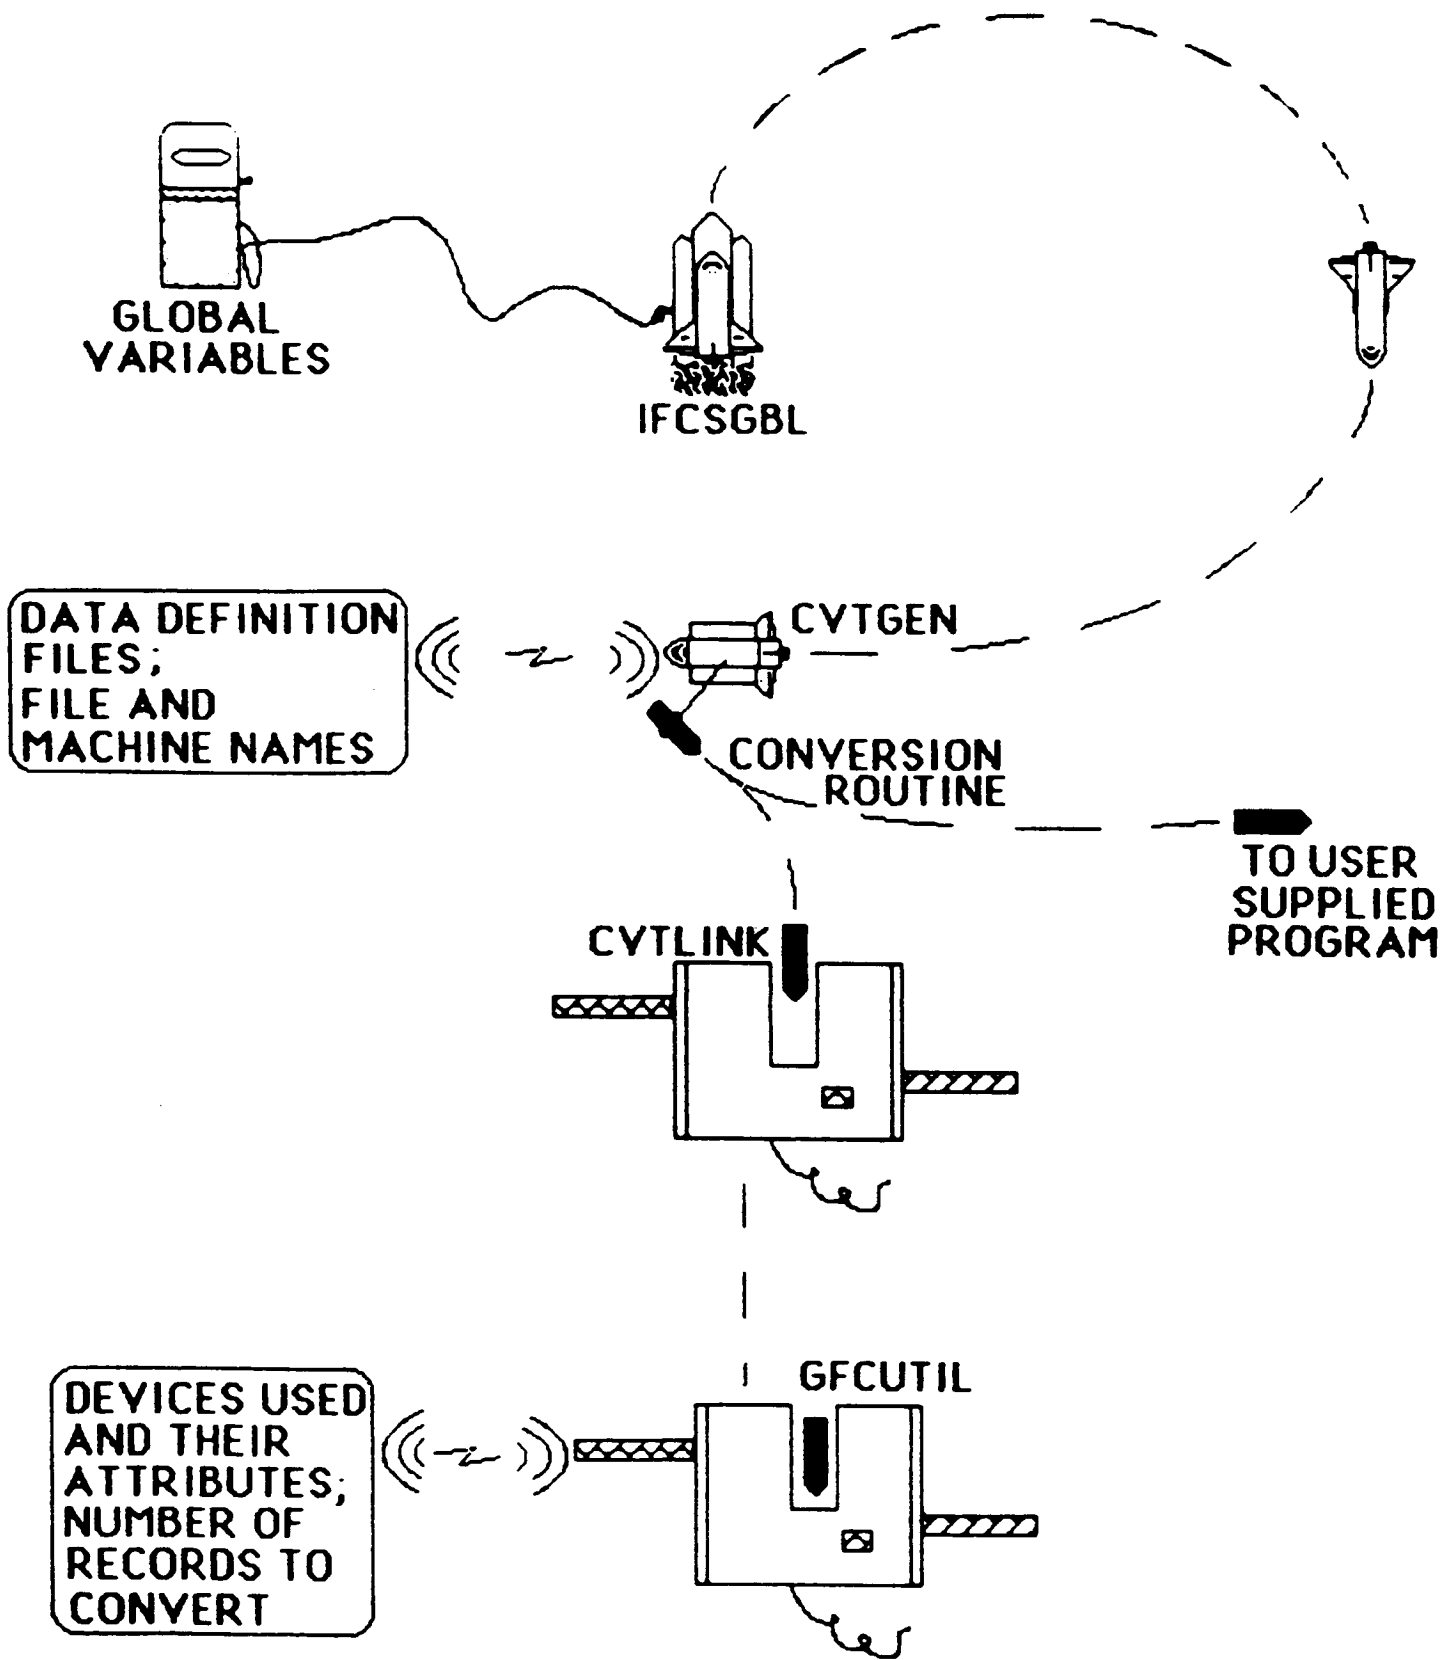 GLOBAL
VARIABLES
IFCSGBL
DATA DEFINITION
FILES;
FILE AND
MACHINE NAMES
CVTGEN
CONVERSION
ROUTINE
TO USER
SUPPLIED
PROGRAM
CVTLINK
GFCUTIL
DEVICES USED
AND THEIR
ATTRIBUTES;
NUMBER OF
RECORDS TO
CONVERT